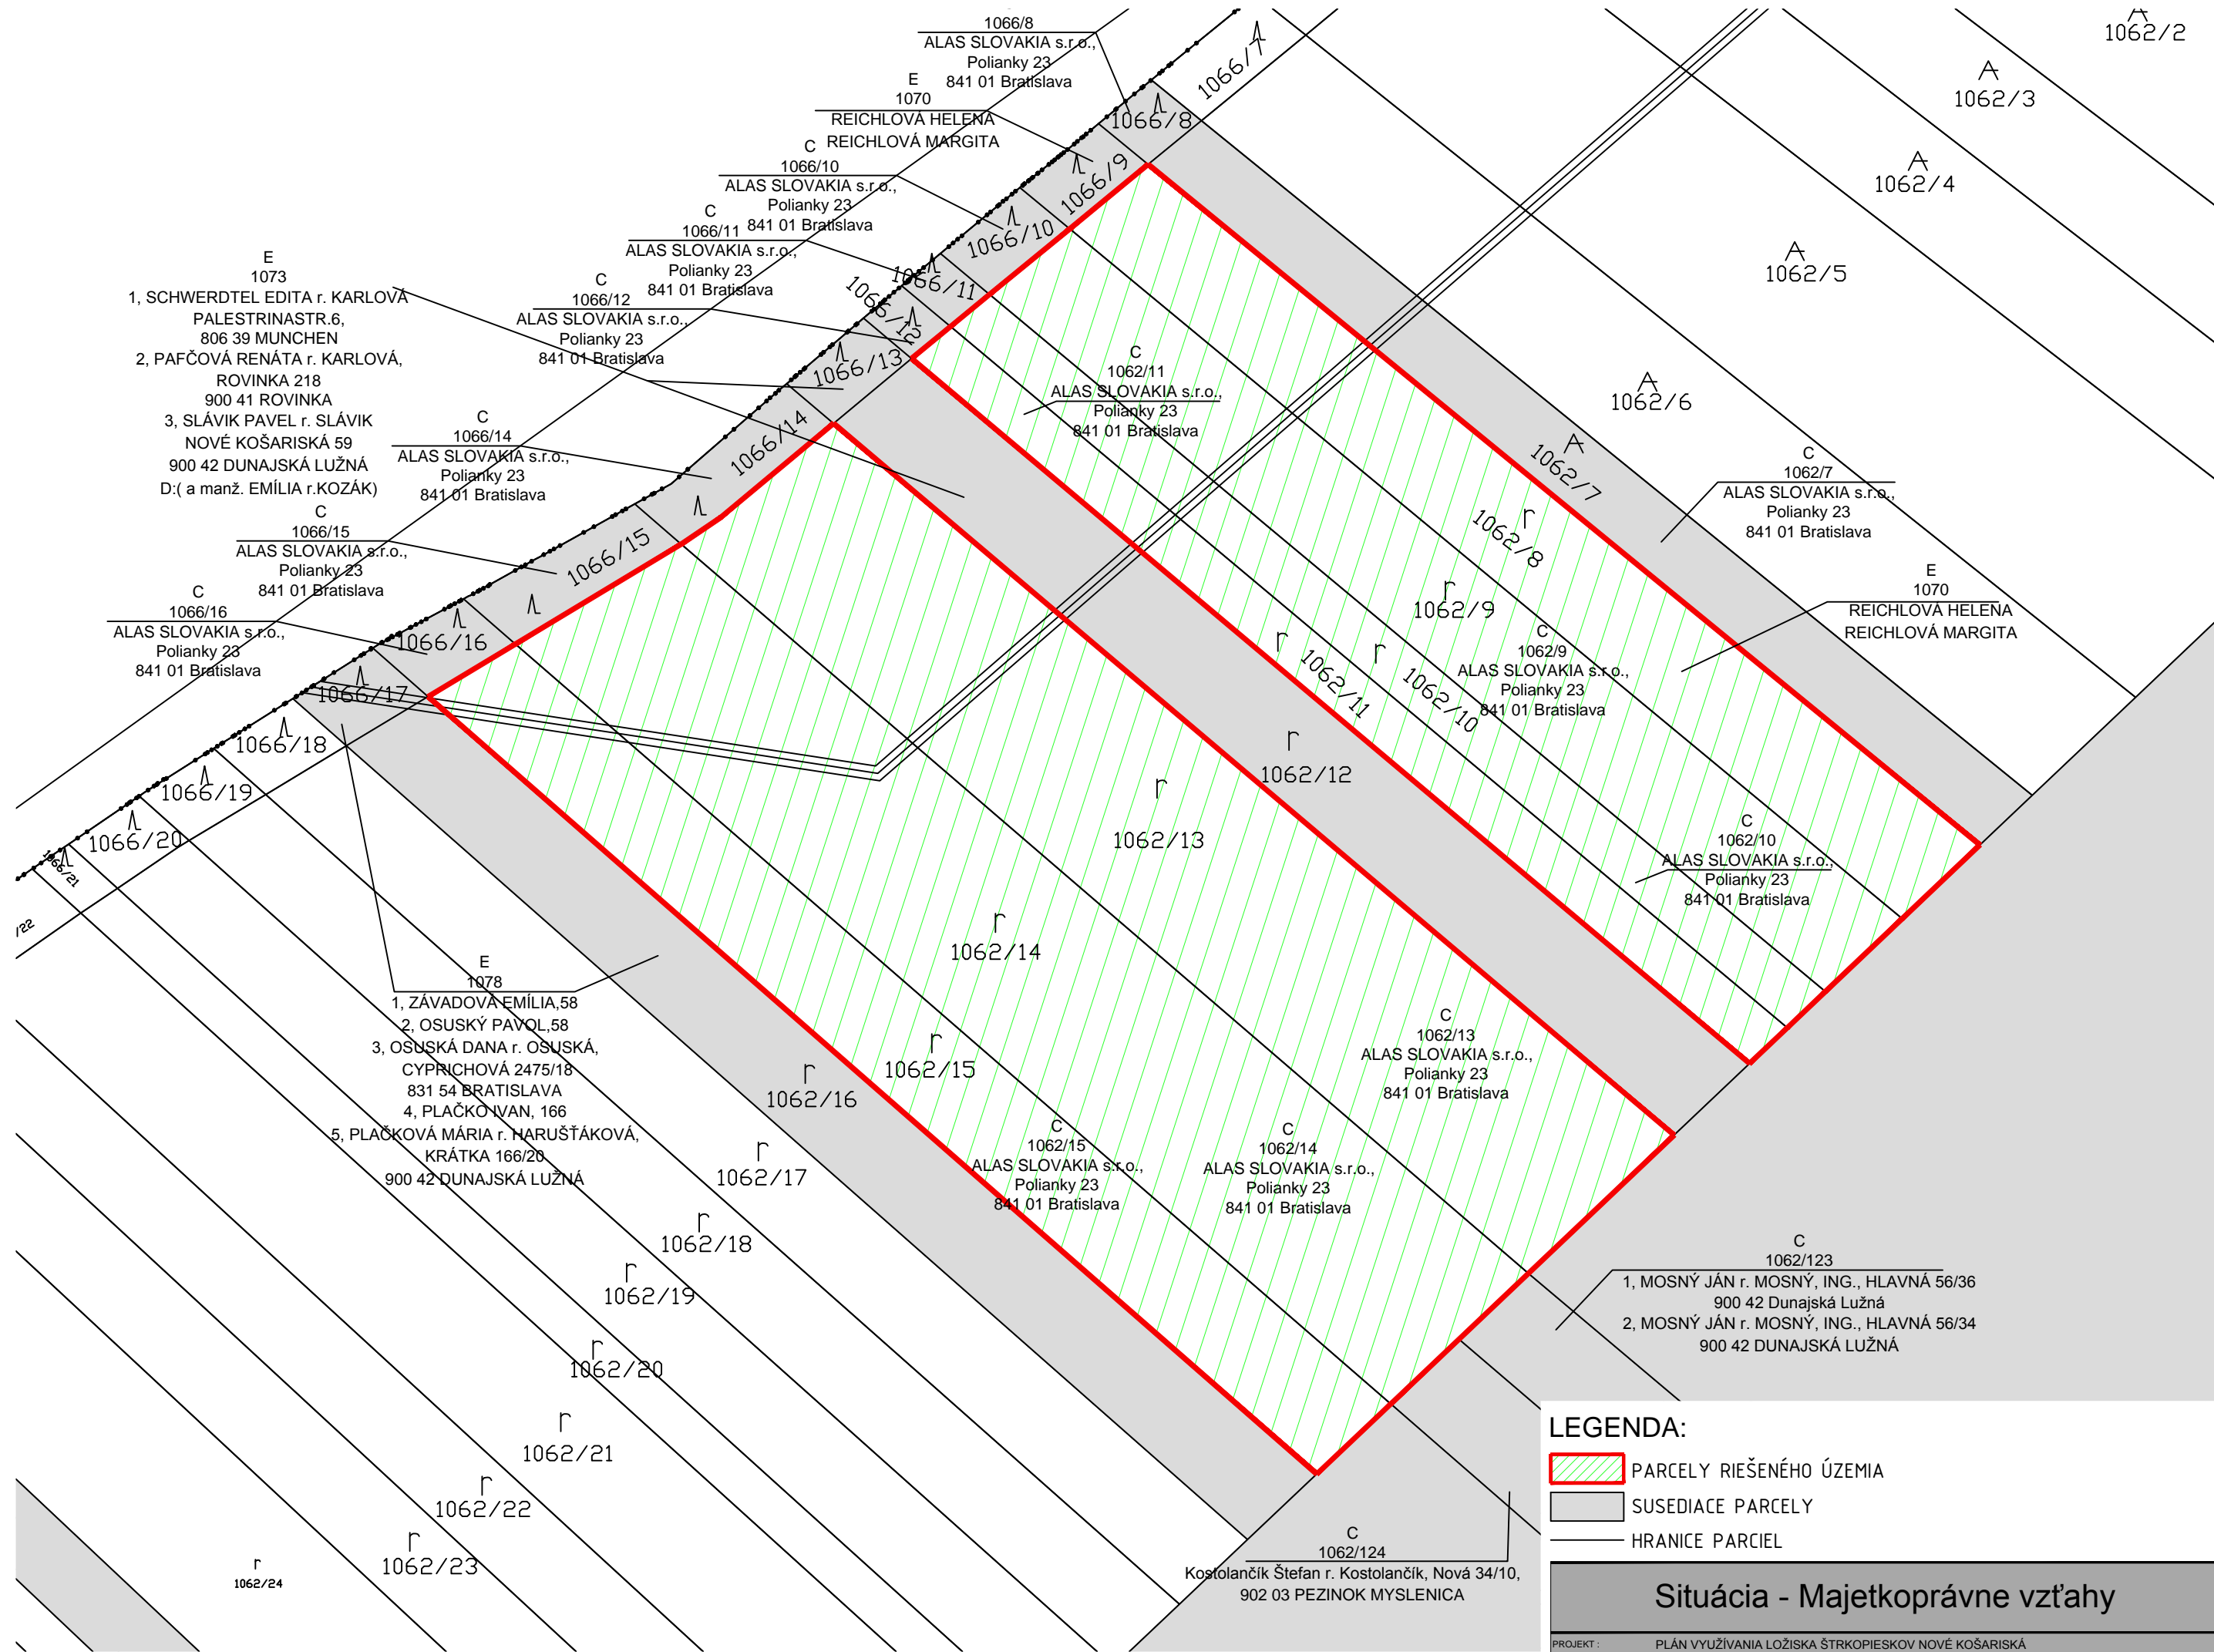 1066/8
ALAS SLOVAKIA s.r.o.,
Polianky 23
841 01 Bratislava
E
1070
REICHLOVÁ HELENA
REICHLOVÁ MARGITA
C
1066/10
ALAS SLOVAKIA s.r.o.,
Polianky 23
841 01 Bratislava
C
1066/11
ALAS SLOVAKIA s.r.o.,
Polianky 23
841 01 Bratislava
C
1066/12
ALAS SLOVAKIA s.r.o.,
Polianky 23
841 01 Bratislava
E
1073
1, SCHWERDTEL EDITA r. KARLOVÁ
PALESTRINASTR.6,
806 39 MUNCHEN
2, PAFČOVÁ RENÁTA r. KARLOVÁ,
ROVINKA 218
900 41 ROVINKA
3, SLÁVIK PAVEL r. SLÁVIK
NOVÉ KOŠARISKÁ 59
900 42 DUNAJSKÁ LUŽNÁ
D:( a manž. EMÍLIA r.KOZÁK)
C
1066/14
ALAS SLOVAKIA s.r.o.,
Polianky 23
841 01 Bratislava
C
1066/15
ALAS SLOVAKIA s.r.o.,
Polianky 23
841 01 Bratislava
C
1066/16
ALAS SLOVAKIA s.r.o.,
Polianky 23
841 01 Bratislava
1066/7
1066/8
1066/9
1066/10
1066/11
1066/12
1066/13
1066/14
1066/15
1066/16
1066/17
1066/18
1066/19
1066/20
1066/21
/22
1062/2
1062/3
1062/4
1062/5
1062/6
1062/7
C
1062/7
ALAS SLOVAKIA s.r.o.,
Polianky 23
841 01 Bratislava
E
1070
REICHLOVÁ HELENA
REICHLOVÁ MARGITA
C
1062/11
ALAS SLOVAKIA s.r.o.,
Polianky 23
841 01 Bratislava
r
1062/8
r
1062/9
C
1062/9
ALAS SLOVAKIA s.r.o.,
Polianky 23
841 01 Bratislava
r
1062/10
r
1062/11
C
1062/10
ALAS SLOVAKIA s.r.o.,
Polianky 23
841 01 Bratislava
r
1062/12
r
1062/13
r
1062/14
r
1062/15
r
1062/16
C
1062/13
ALAS SLOVAKIA s.r.o.,
Polianky 23
841 01 Bratislava
C
1062/14
ALAS SLOVAKIA s.r.o.,
Polianky 23
841 01 Bratislava
C
1062/15
ALAS SLOVAKIA s.r.o.,
Polianky 23
841 01 Bratislava
E
1078
1, ZÁVADOVÁ EMÍLIA,58
2, OSUSKÝ PAVOL,58
3, OSUSKÁ DANA r. OSUSKÁ,
CYPRICHOVÁ 2475/18
831 54 BRATISLAVA
4, PLAČKO IVAN, 166
5, PLAČKOVÁ MÁRIA r. HARUŠŤÁKOVÁ,
KRÁTKA 166/20
900 42 DUNAJSKÁ LUŽNÁ
r
1062/17
r
1062/18
r
1062/19
r
1062/20
r
1062/21
r
1062/22
r
1062/23
r
1062/24
C
1062/123
1, MOSNÝ JÁN r. MOSNÝ, ING., HLAVNÁ 56/36
900 42 Dunajská Lužná
2, MOSNÝ JÁN r. MOSNÝ, ING., HLAVNÁ 56/34
900 42 DUNAJSKÁ LUŽNÁ
C
1062/124
Kostolančík Štefan r. Kostolančík, Nová 34/10,
902 03 PEZINOK MYSLENICA
LEGENDA:
PARCELY RIEŠENÉHO ÚZEMIA
SUSEDIACE PARCELY
HRANICE PARCIEL
Situácia - Majetkoprávne vzťahy
PROJEKT : PLÁN VYUŽÍVANIA LOŽISKA ŠTRKOPIESKOV NOVÉ KOŠARISKÁ